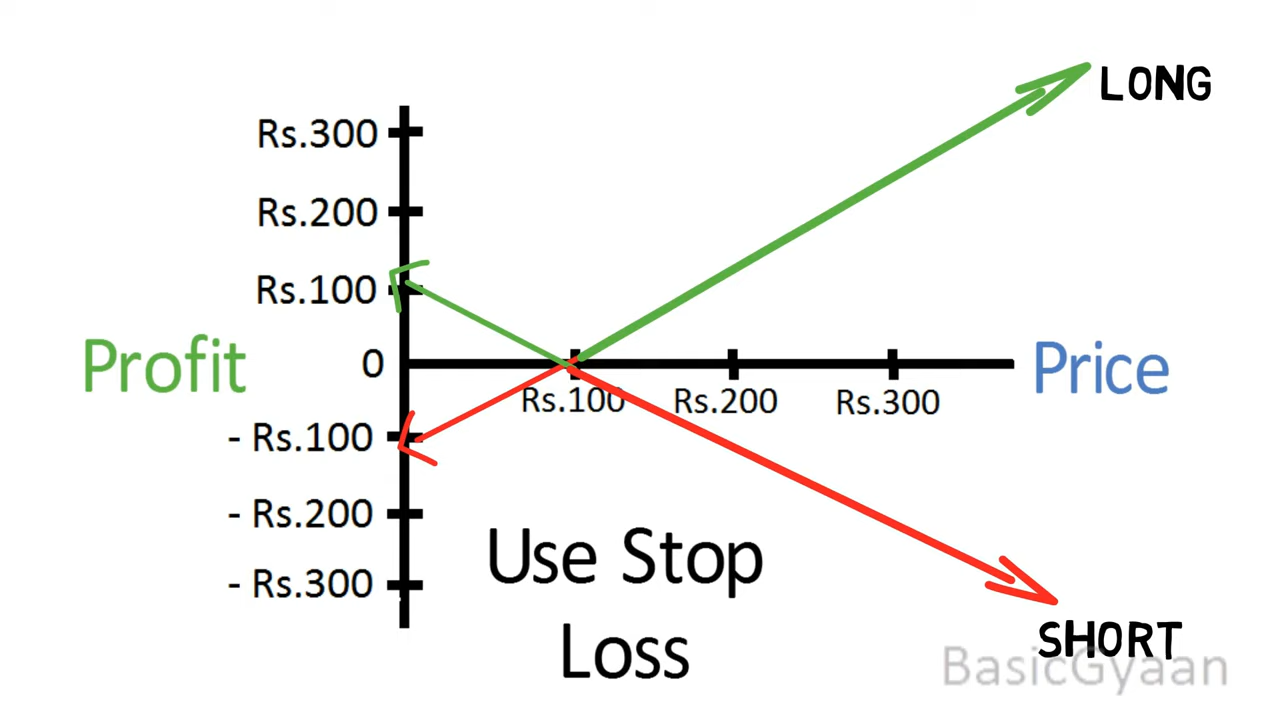 LONG
Rs.300
Rs.200
Rs.100
Profit
0
Price
Rs.100
Rs.200
Rs.300
- Rs.100
- Rs.200
- Rs.300
Use Stop
Loss
SHORT
BasicGyaan